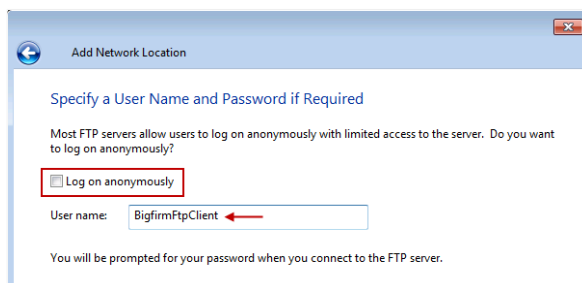 Add Network Location
Specify a User Name and Password if Required
Most FTP servers allow users to log on anonymously with limited access to the server.  Do you want
to log on anonymously?
Log on anonymously
User name: BigfirmFtpClient
You will be prompted for your password when you connect to the FTP server.